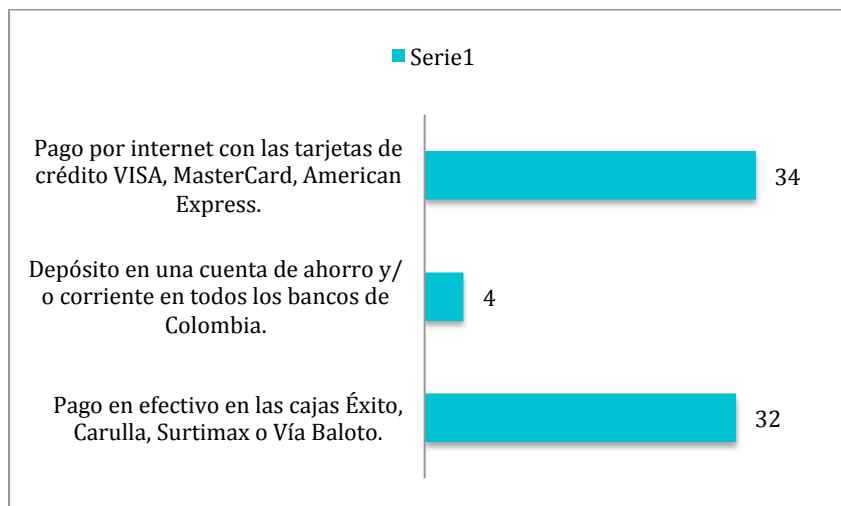 Serie1
Pago por internet con las tarjetas de
crédito VISA, MasterCard, American
Express.
34
Depósito en una cuenta de ahorro y/
o corriente en todos los bancos de
Colombia.
4
Pago en efectivo en las cajas Éxito,
Carulla, Surtimax o Vía Baloto.
32